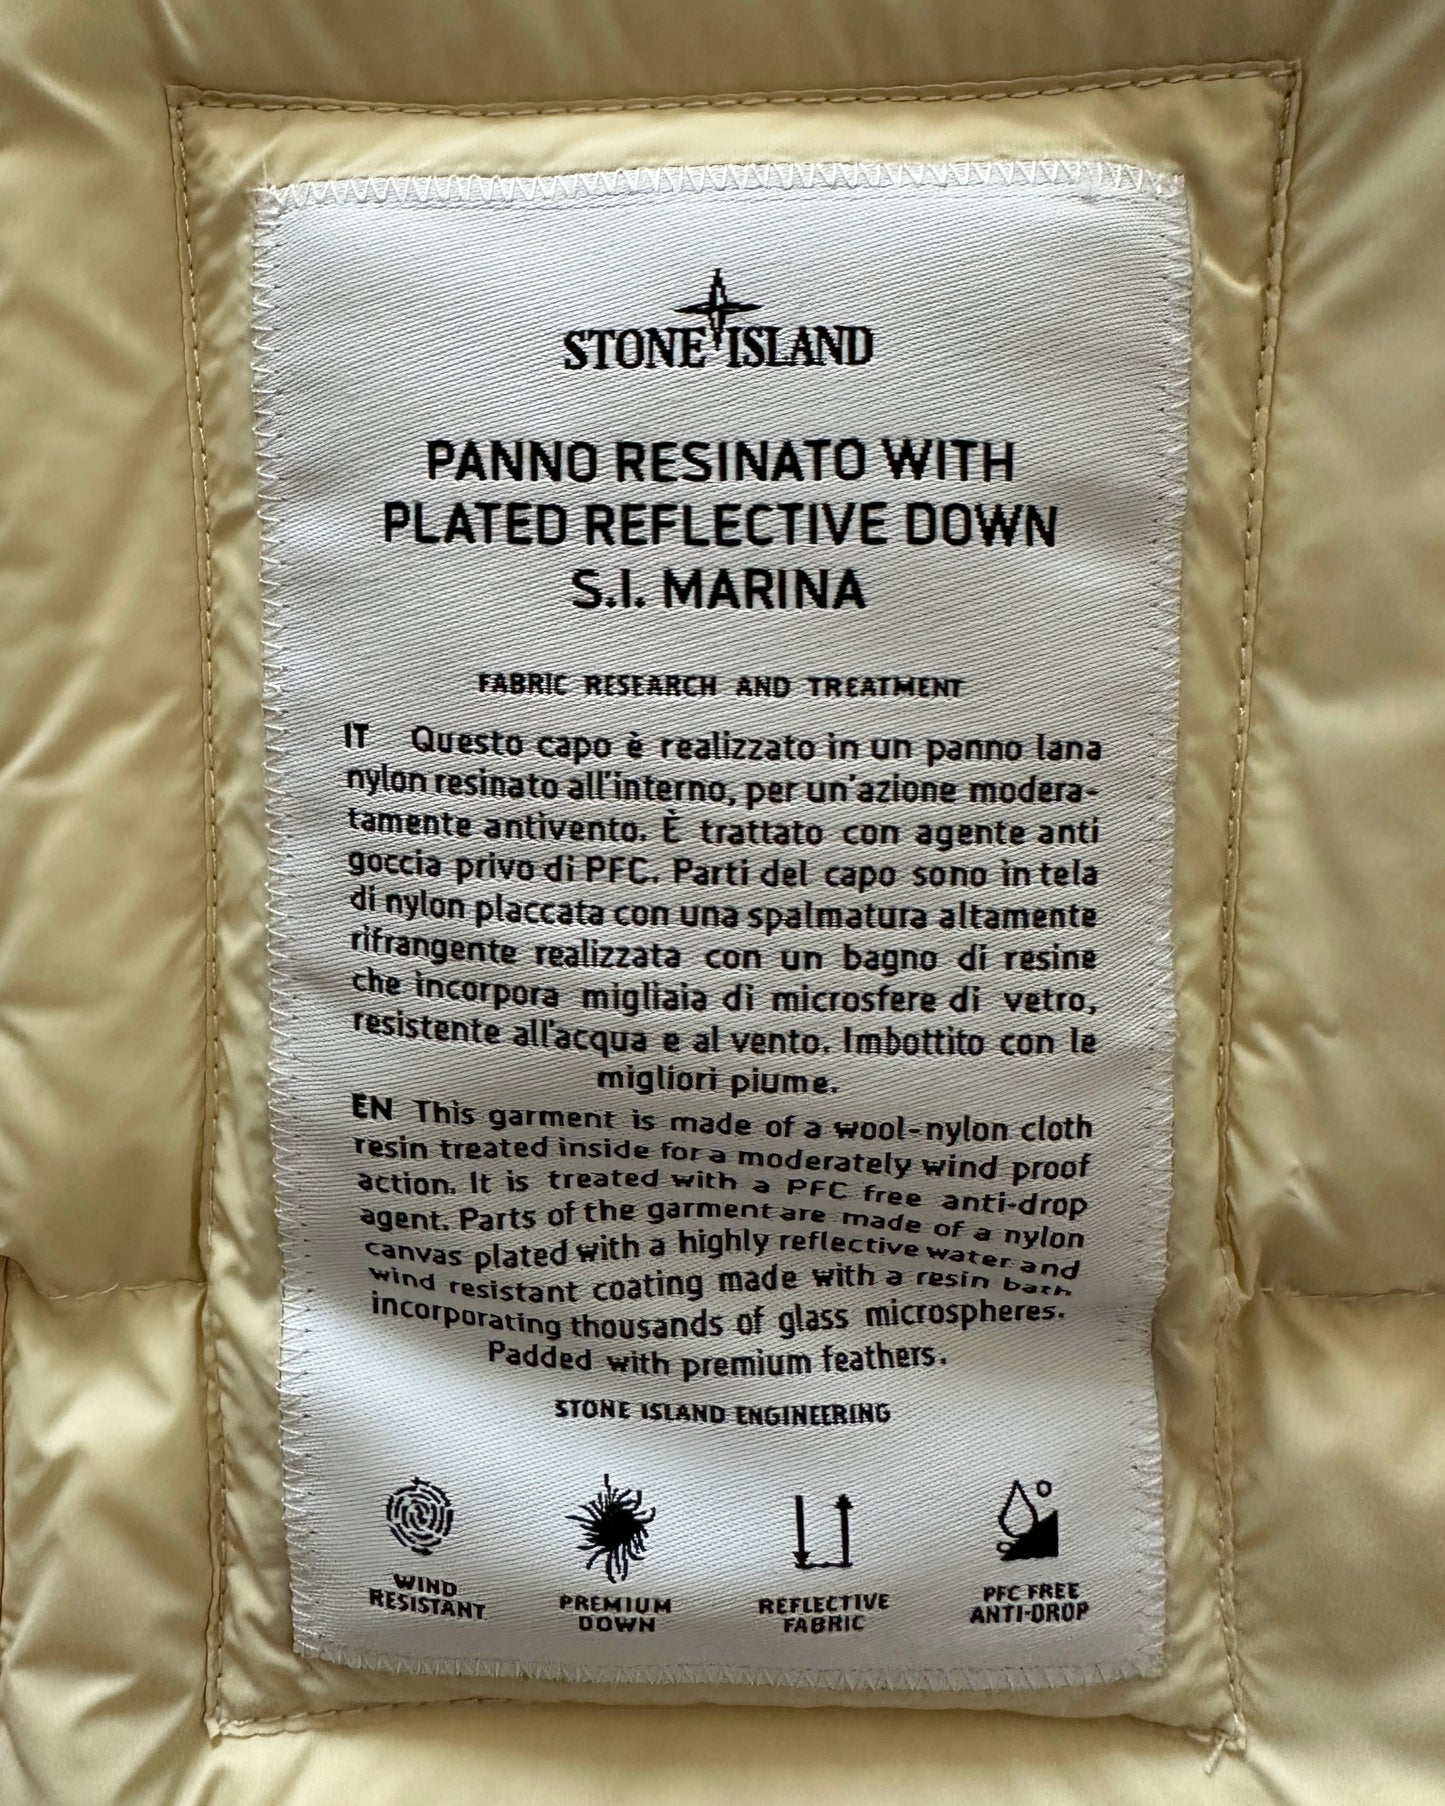 STONE ISLAND
PANNO RESINATO WITH
PLATED REFLECTIVE DOWN
S.I. MARINA
FABRIC RESEARCH AND TREATMENT
IT Questo capo è realizzato in un panno lana
nylon resinato all'interno, per un'azione modera-
tamente antivento. È trattato con agente anti
goccia privo di PFC. Parti del capo sono in tela
di nylon placcata con una spalmatura altamente
rifrangente realizzata con un bagno di resine
che incorpora migliaia di microsfere di vetro,
resistente all'acqua e al vento. Imbottito con le
migliori piume.
EN This garment is made of a wool-nylon cloth
resin treated inside for a moderately wind proof
action. It is treated with a PFC free anti-drop
agent. Parts of the garment are made of a nylon
canvas plated with a highly reflective water and
wind resistant coating made with a resin bath
incorporating thousands of glass microspheres.
Padded with premium feathers.
STONE ISLAND ENGINEERING
WIND
RESISTANT
PREMIUM
DOWN
REFLECTIVE
FABRIC
PFC FREE
ANTI-DROP